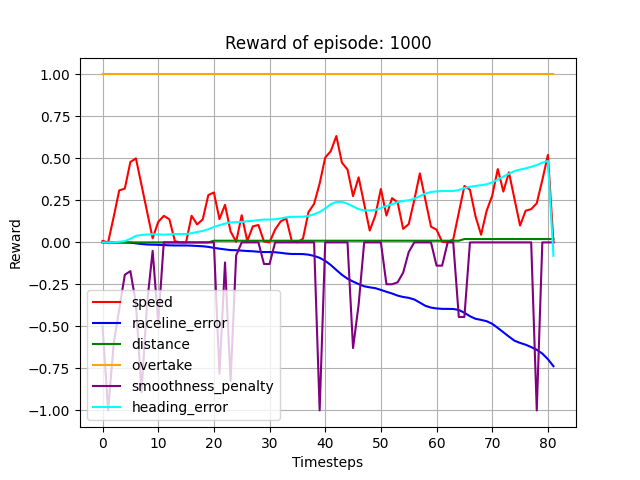 Reward of episode: 1000
Reward
1.00
0.75
0.50
0.25
0.00
−0.25
−0.50
−0.75
−1.00
speed
raceline_error
distance
overtake
smoothness_penalty
heading_error
0 10 20 30 40 50 60 70 80
Timesteps